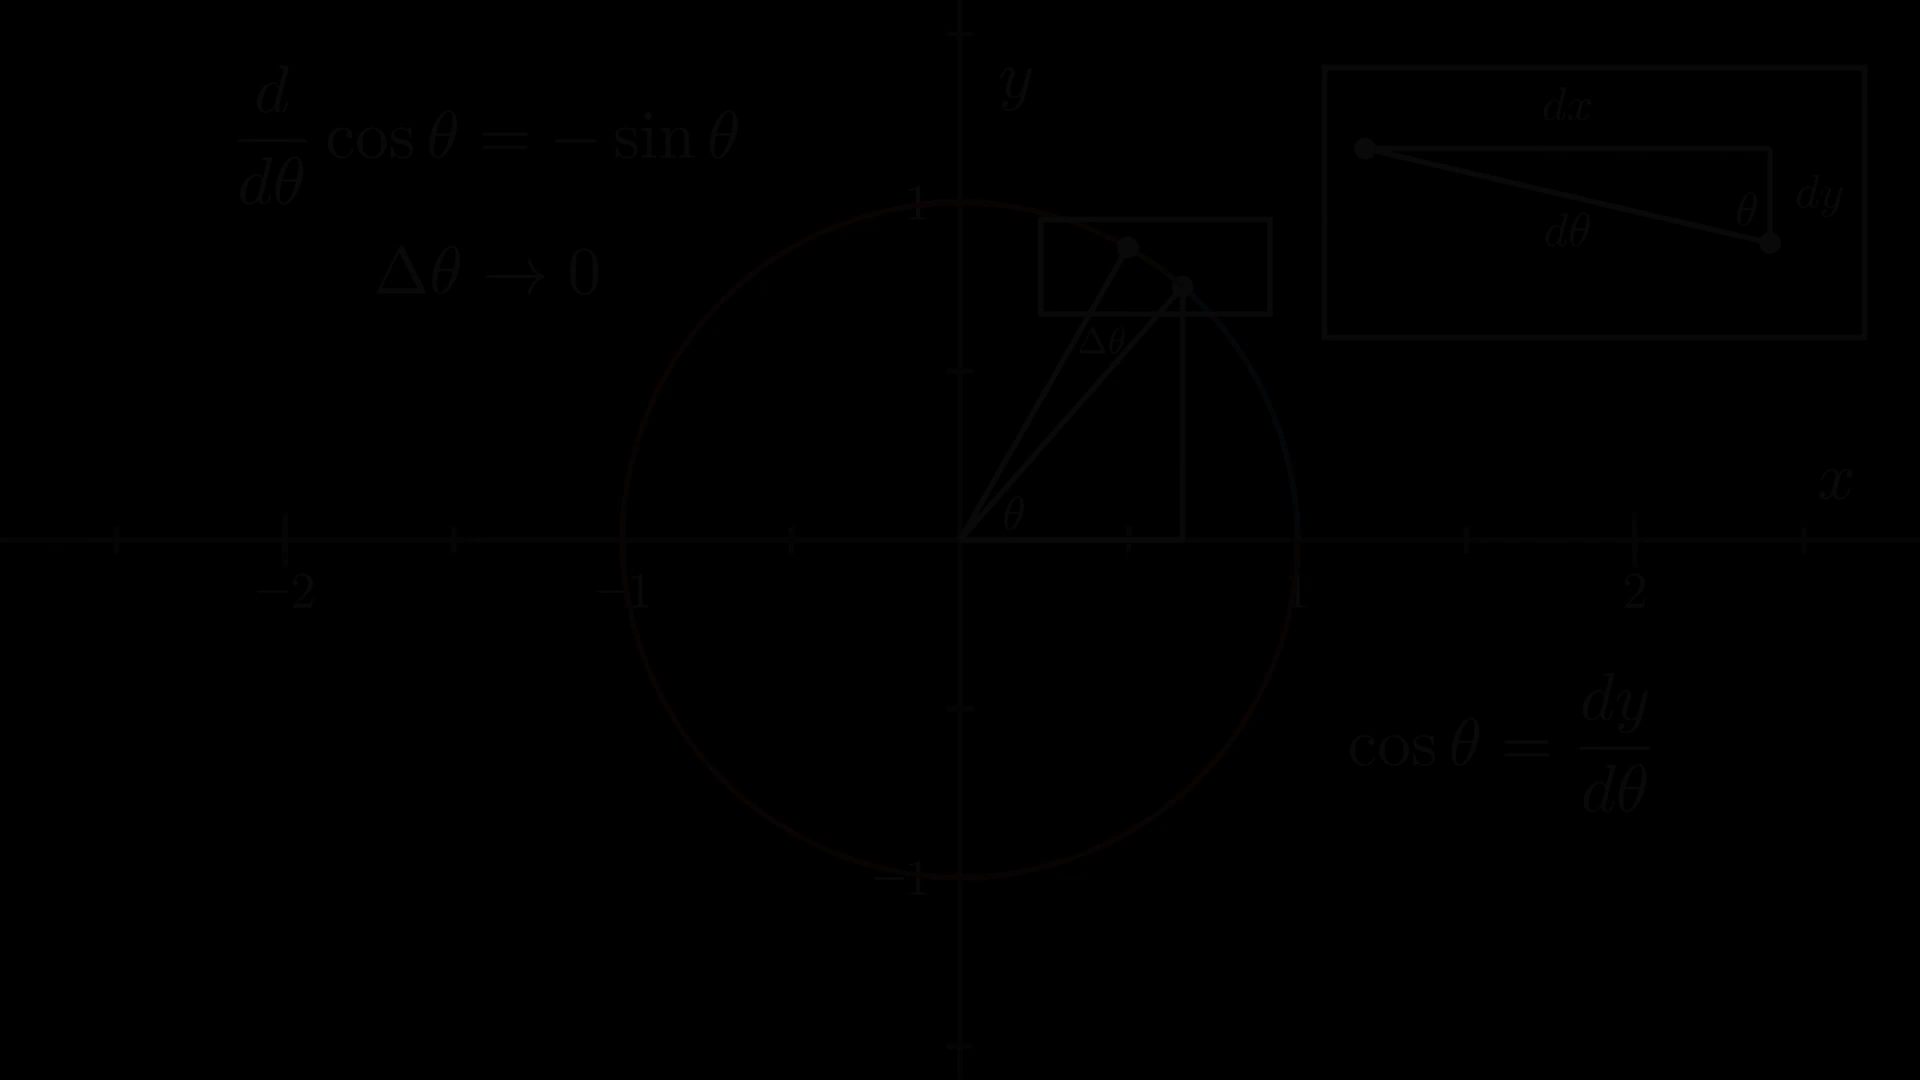 d/dθ cos θ = − sin θ
Δθ → 0
y
dx
dy
θ
dθ
1
Δθ
θ
x
−2
−1
1
2
cos θ = dy/dθ
−1